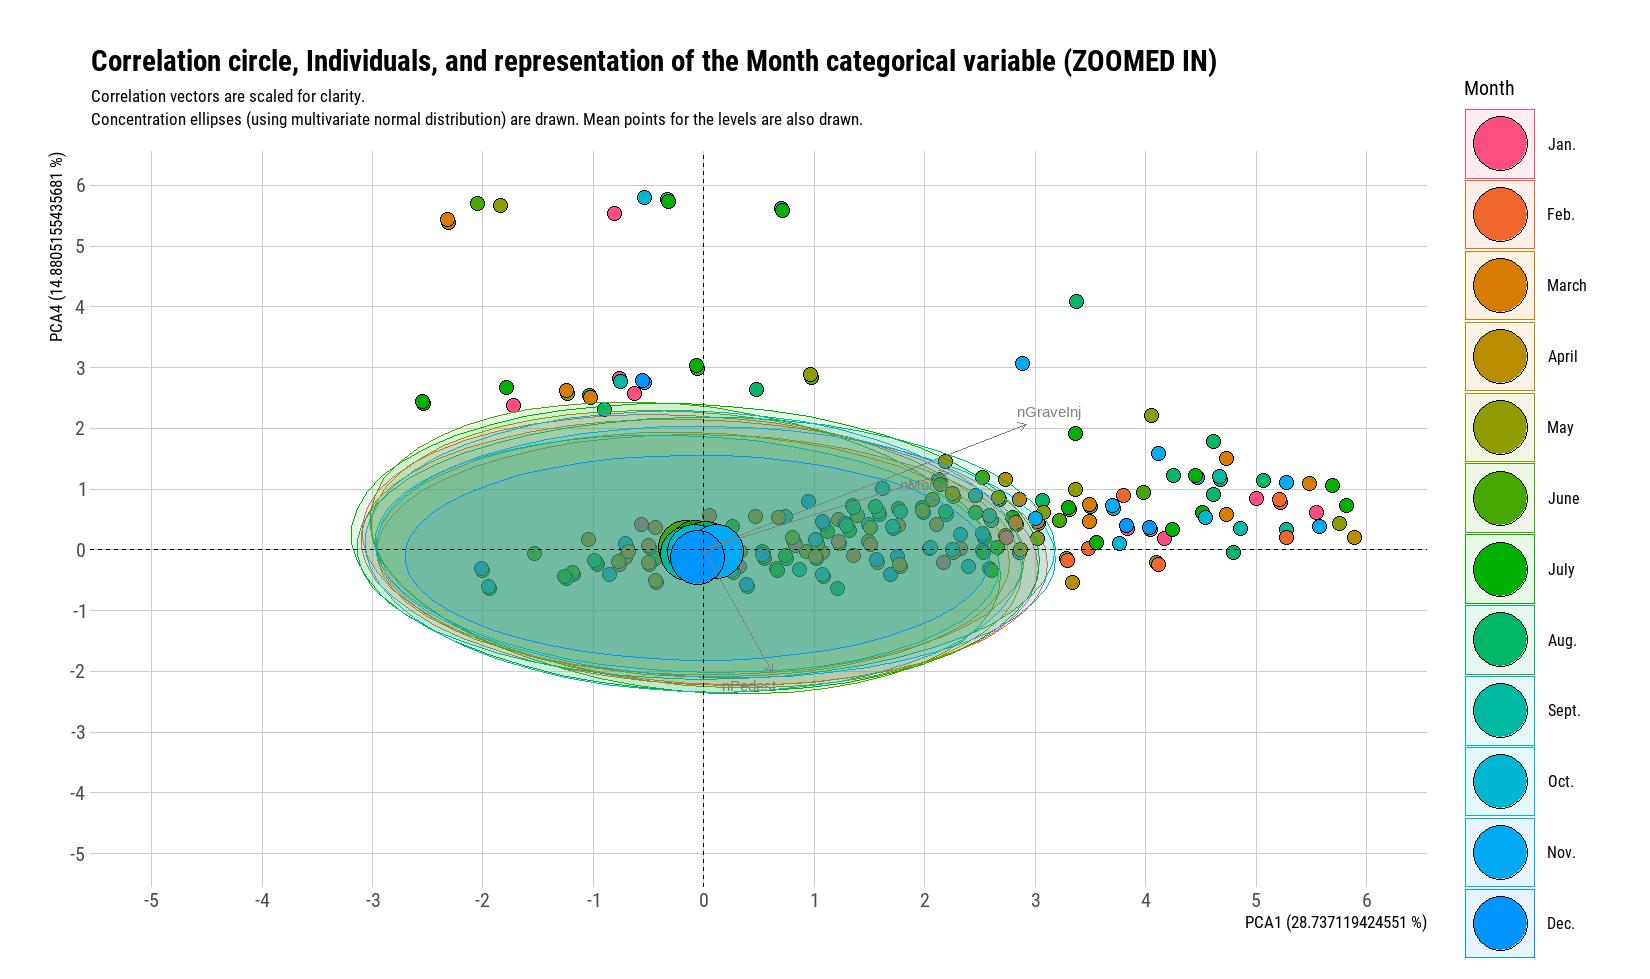 Correlation circle, Individuals, and representation of the Month categorical variable (ZOOMED IN)
Correlation vectors are scaled for clarity.
Concentration ellipses (using multivariate normal distribution) are drawn. Mean points for the levels are also drawn.
PCA4 (14.8805155435681 %)
6
5
4
3
2
1
0
-1
-2
-3
-4
-5
nGraveInj
nPedest
-5
-4
-3
-2
-1
0
1
2
3
4
5
6
PCA1 (28.737119424551 %)
Month
Jan.
Feb.
March
April
May
June
July
Aug.
Sept.
Oct.
Nov.
Dec.